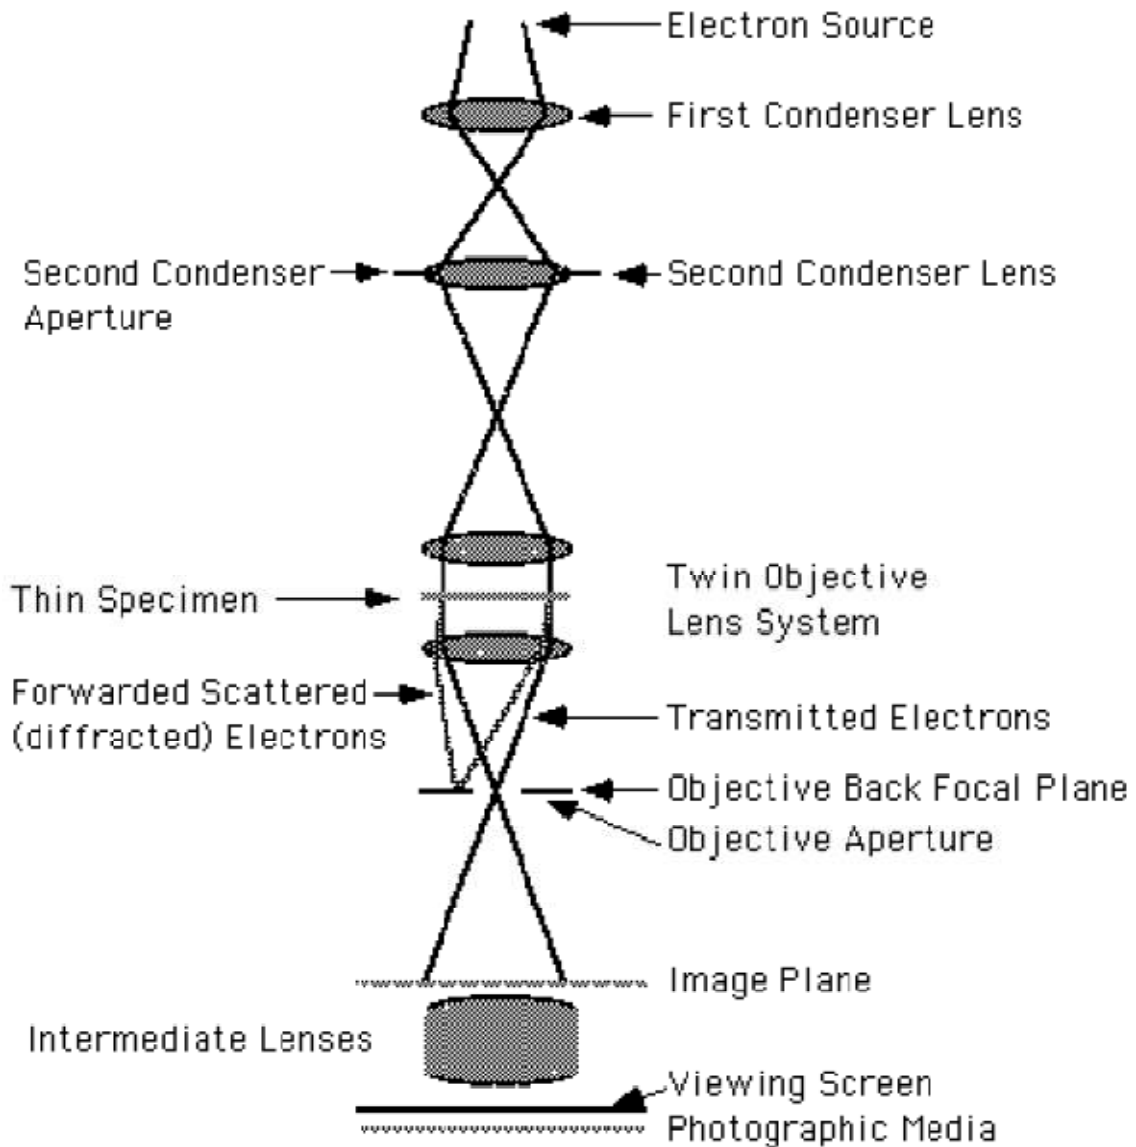 Electron Source
First Condenser Lens
Second Condenser
Aperture
Second Condenser Lens
Thin Specimen
Twin Objective
Lens System
Forwarded Scattered
(diffracted) Electrons
Transmitted Electrons
Objective Back Focal Plane
Objective Aperture
Image Plane
Intermediate Lenses
Viewing Screen
Photographic Media